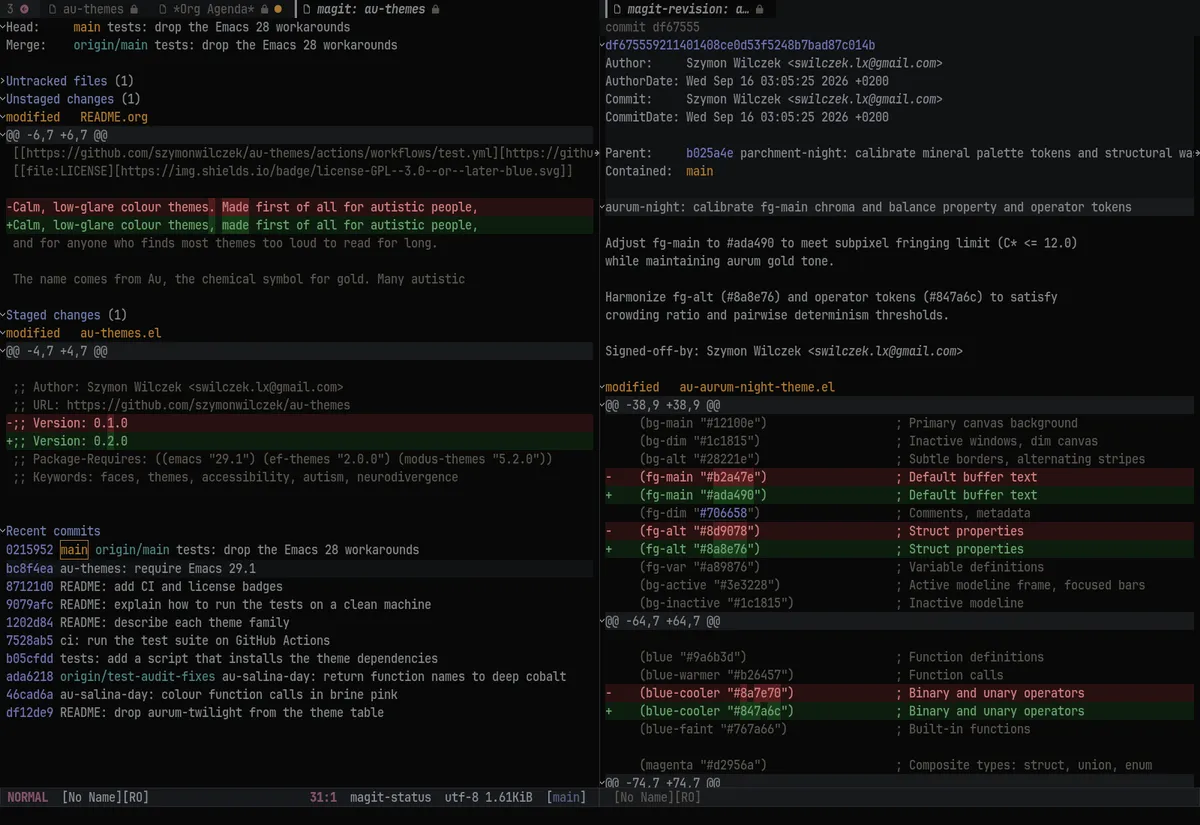 3 au-themes *Org Agenda* magit: au-themes
Head: main tests: drop the Emacs 28 workarounds
Merge: origin/main tests: drop the Emacs 28 workarounds
Untracked files (1)
Unstaged changes (1)
modified README.org
@@ -6,7 +6,7 @@
[[https://github.com/szymonwilczek/au-themes/actions/workflows/test.yml][https://githu
[[file:LICENSE][https://img.shields.io/badge/license-GPL--3.0--or--later-blue.svg]]
-Calm, low-glare colour themes. Made first of all for autistic people,
+Calm, low-glare colour themes, made first of all for autistic people,
and for anyone who finds most themes too loud to read for long.
The name comes from Au, the chemical symbol for gold. Many autistic
Staged changes (1)
modified au-themes.el
@@ -4,7 +4,7 @@
;; Author: Szymon Wilczek <swilczek.lx@gmail.com>
;; URL: https://github.com/szymonwilczek/au-themes
-;; Version: 0.1.0
+;; Version: 0.2.0
;; Package-Requires: ((emacs "29.1") (ef-themes "2.0.0") (modus-themes "5.2.0"))
;; Keywords: faces, themes, accessibility, autism, neurodivergence
Recent commits
0215952 main origin/main tests: drop the Emacs 28 workarounds
bc8f4ea au-themes: require Emacs 29.1
87121d0 README: add CI and license badges
9079afc README: explain how to run the tests on a clean machine
1202d84 README: describe each theme family
7528ab5 ci: run the test suite on GitHub Actions
b05cfdd tests: add a script that installs the theme dependencies
ada6218 origin/test-audit-fixes au-salina-day: return function names to deep cobalt
46cad6a au-salina-day: colour function calls in brine pink
df12de9 README: drop aurum-twilight from the theme table
NORMAL [No Name][RO] 31:1 magit-status utf-8 1.61KiB [main]
magit-revision: a…
commit df67555
df675559211401408ce0d53f5248b7bad87c014b
Author: Szymon Wilczek <swilczek.lx@gmail.com>
AuthorDate: Wed Sep 16 03:05:25 2026 +0200
Commit: Szymon Wilczek <swilczek.lx@gmail.com>
CommitDate: Wed Sep 16 03:05:25 2026 +0200
Parent: b025a4e parchment-night: calibrate mineral palette tokens and structural wa
Contained: main
aurum-night: calibrate fg-main chroma and balance property and operator tokens
Adjust fg-main to #ada490 to meet subpixel fringing limit (C* <= 12.0)
while maintaining aurum gold tone.
Harmonize fg-alt (#8a8e76) and operator tokens (#847a6c) to satisfy
crowding ratio and pairwise determinism thresholds.
Signed-off-by: Szymon Wilczek <swilczek.lx@gmail.com>
modified au-aurum-night-theme.el
@@ -38,9 +38,9 @@
(bg-main "#12100e") ; Primary canvas background
(bg-dim "#1c1815") ; Inactive windows, dim canvas
(bg-alt "#28221e") ; Subtle borders, alternating stripes
- (fg-main "#b2a47e") ; Default buffer text
+ (fg-main "#ada490") ; Default buffer text
(fg-dim "#706658") ; Comments, metadata
- (fg-alt "#8d9078") ; Struct properties
+ (fg-alt "#8a8e76") ; Struct properties
(fg-var "#a89876") ; Variable definitions
(bg-active "#3e3228") ; Active modeline frame, focused bars
(bg-inactive "#1c1815") ; Inactive modeline
@@ -64,7 +64,7 @@
(blue "#9a6b3d") ; Function definitions
(blue-warmer "#b26457") ; Function calls
- (blue-cooler "#8a7e70") ; Binary and unary operators
+ (blue-cooler "#847a6c") ; Binary and unary operators
(blue-faint "#767a66") ; Built-in functions
(magenta "#d2956a") ; Composite types: struct, union, enum
@@ -74,7 +74,7 @@
[No Name][RO]